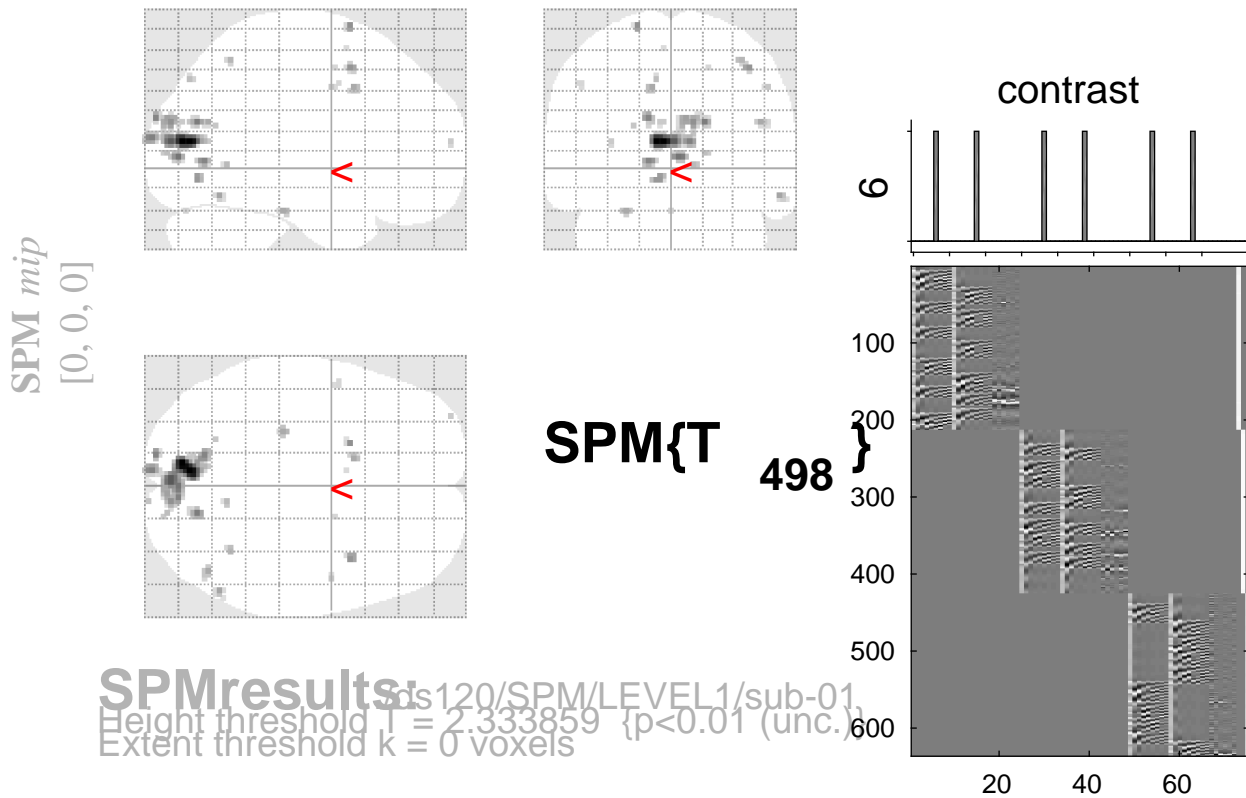 SPM mip
[0, 0, 0]
<
<
<
SPM{T 498 }
SPMresults: /ds120/SPM/LEVEL1/sub-01
Height threshold T = 2.333859 {p<0.01 (unc.)}
Extent threshold k = 0 voxels
contrast
6
100
200
300
400
500
600
20 40 60